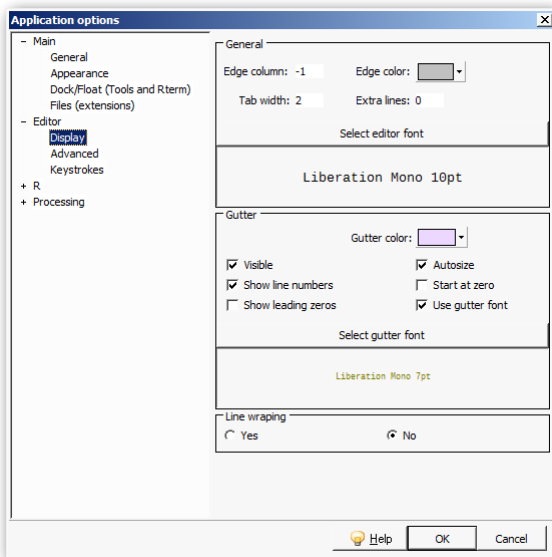 Application options
Main
General
Appearance
Dock/Float (Tools and Rterm)
Files (extensions)
Editor
Display
Advanced
Keystrokes
R
Processing
General
Edge column: -1 Edge color:
Tab width: 2 Extra lines: 0
Select editor font
Liberation Mono 10pt
Gutter
Gutter color:
Visible Autosize
Show line numbers Start at zero
Show leading zeros Use gutter font
Select gutter font
Liberation Mono 7pt
Line wraping
Yes No
Help OK Cancel